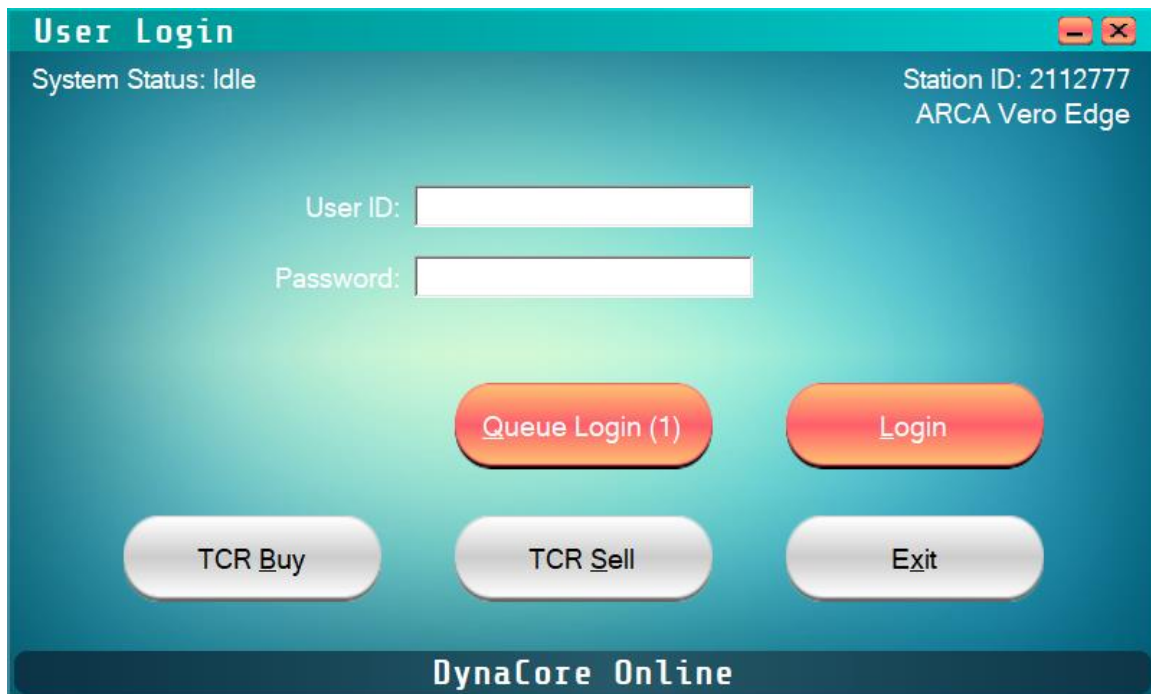 User Login
System Status: Idle
Station ID: 2112777
ARCA Vero Edge
User ID:
Password:
Queue Login (1)
Login
TCR Buy
TCR Sell
Exit
DynaCore Online